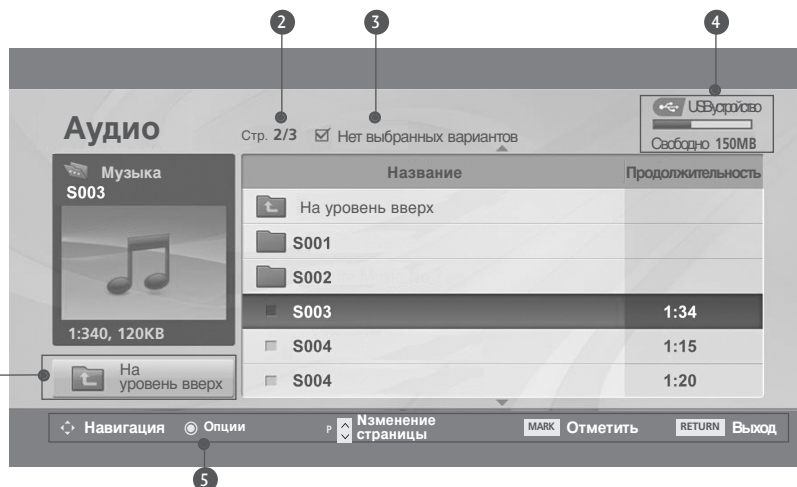 2
3
4
USB устройство
Свободно 150MB
Аудио
Стр. 2/3
Нет выбранных вариантов
Музыка
S003
1:340, 120KB
На
уровень вверх
Название
Продолжительность
На уровень вверх
S001
S002
S003 1:34
S004 1:15
S004 1:20
Навигация
Опции
P
Nзменение
страницы
MARK Отметить
RETURN Выход
5